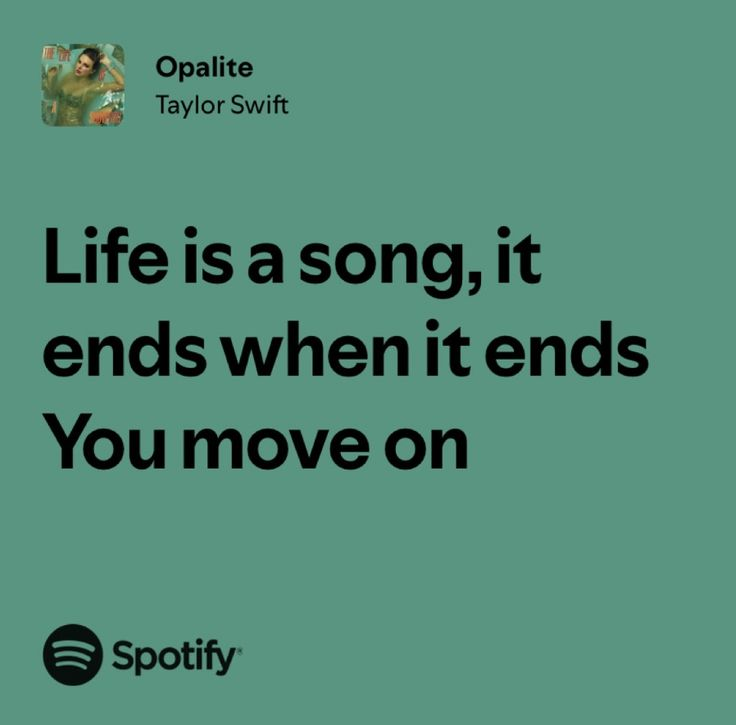 Opalite
Taylor Swift
Life is a song, it
ends when it ends
You move on
Spotify®